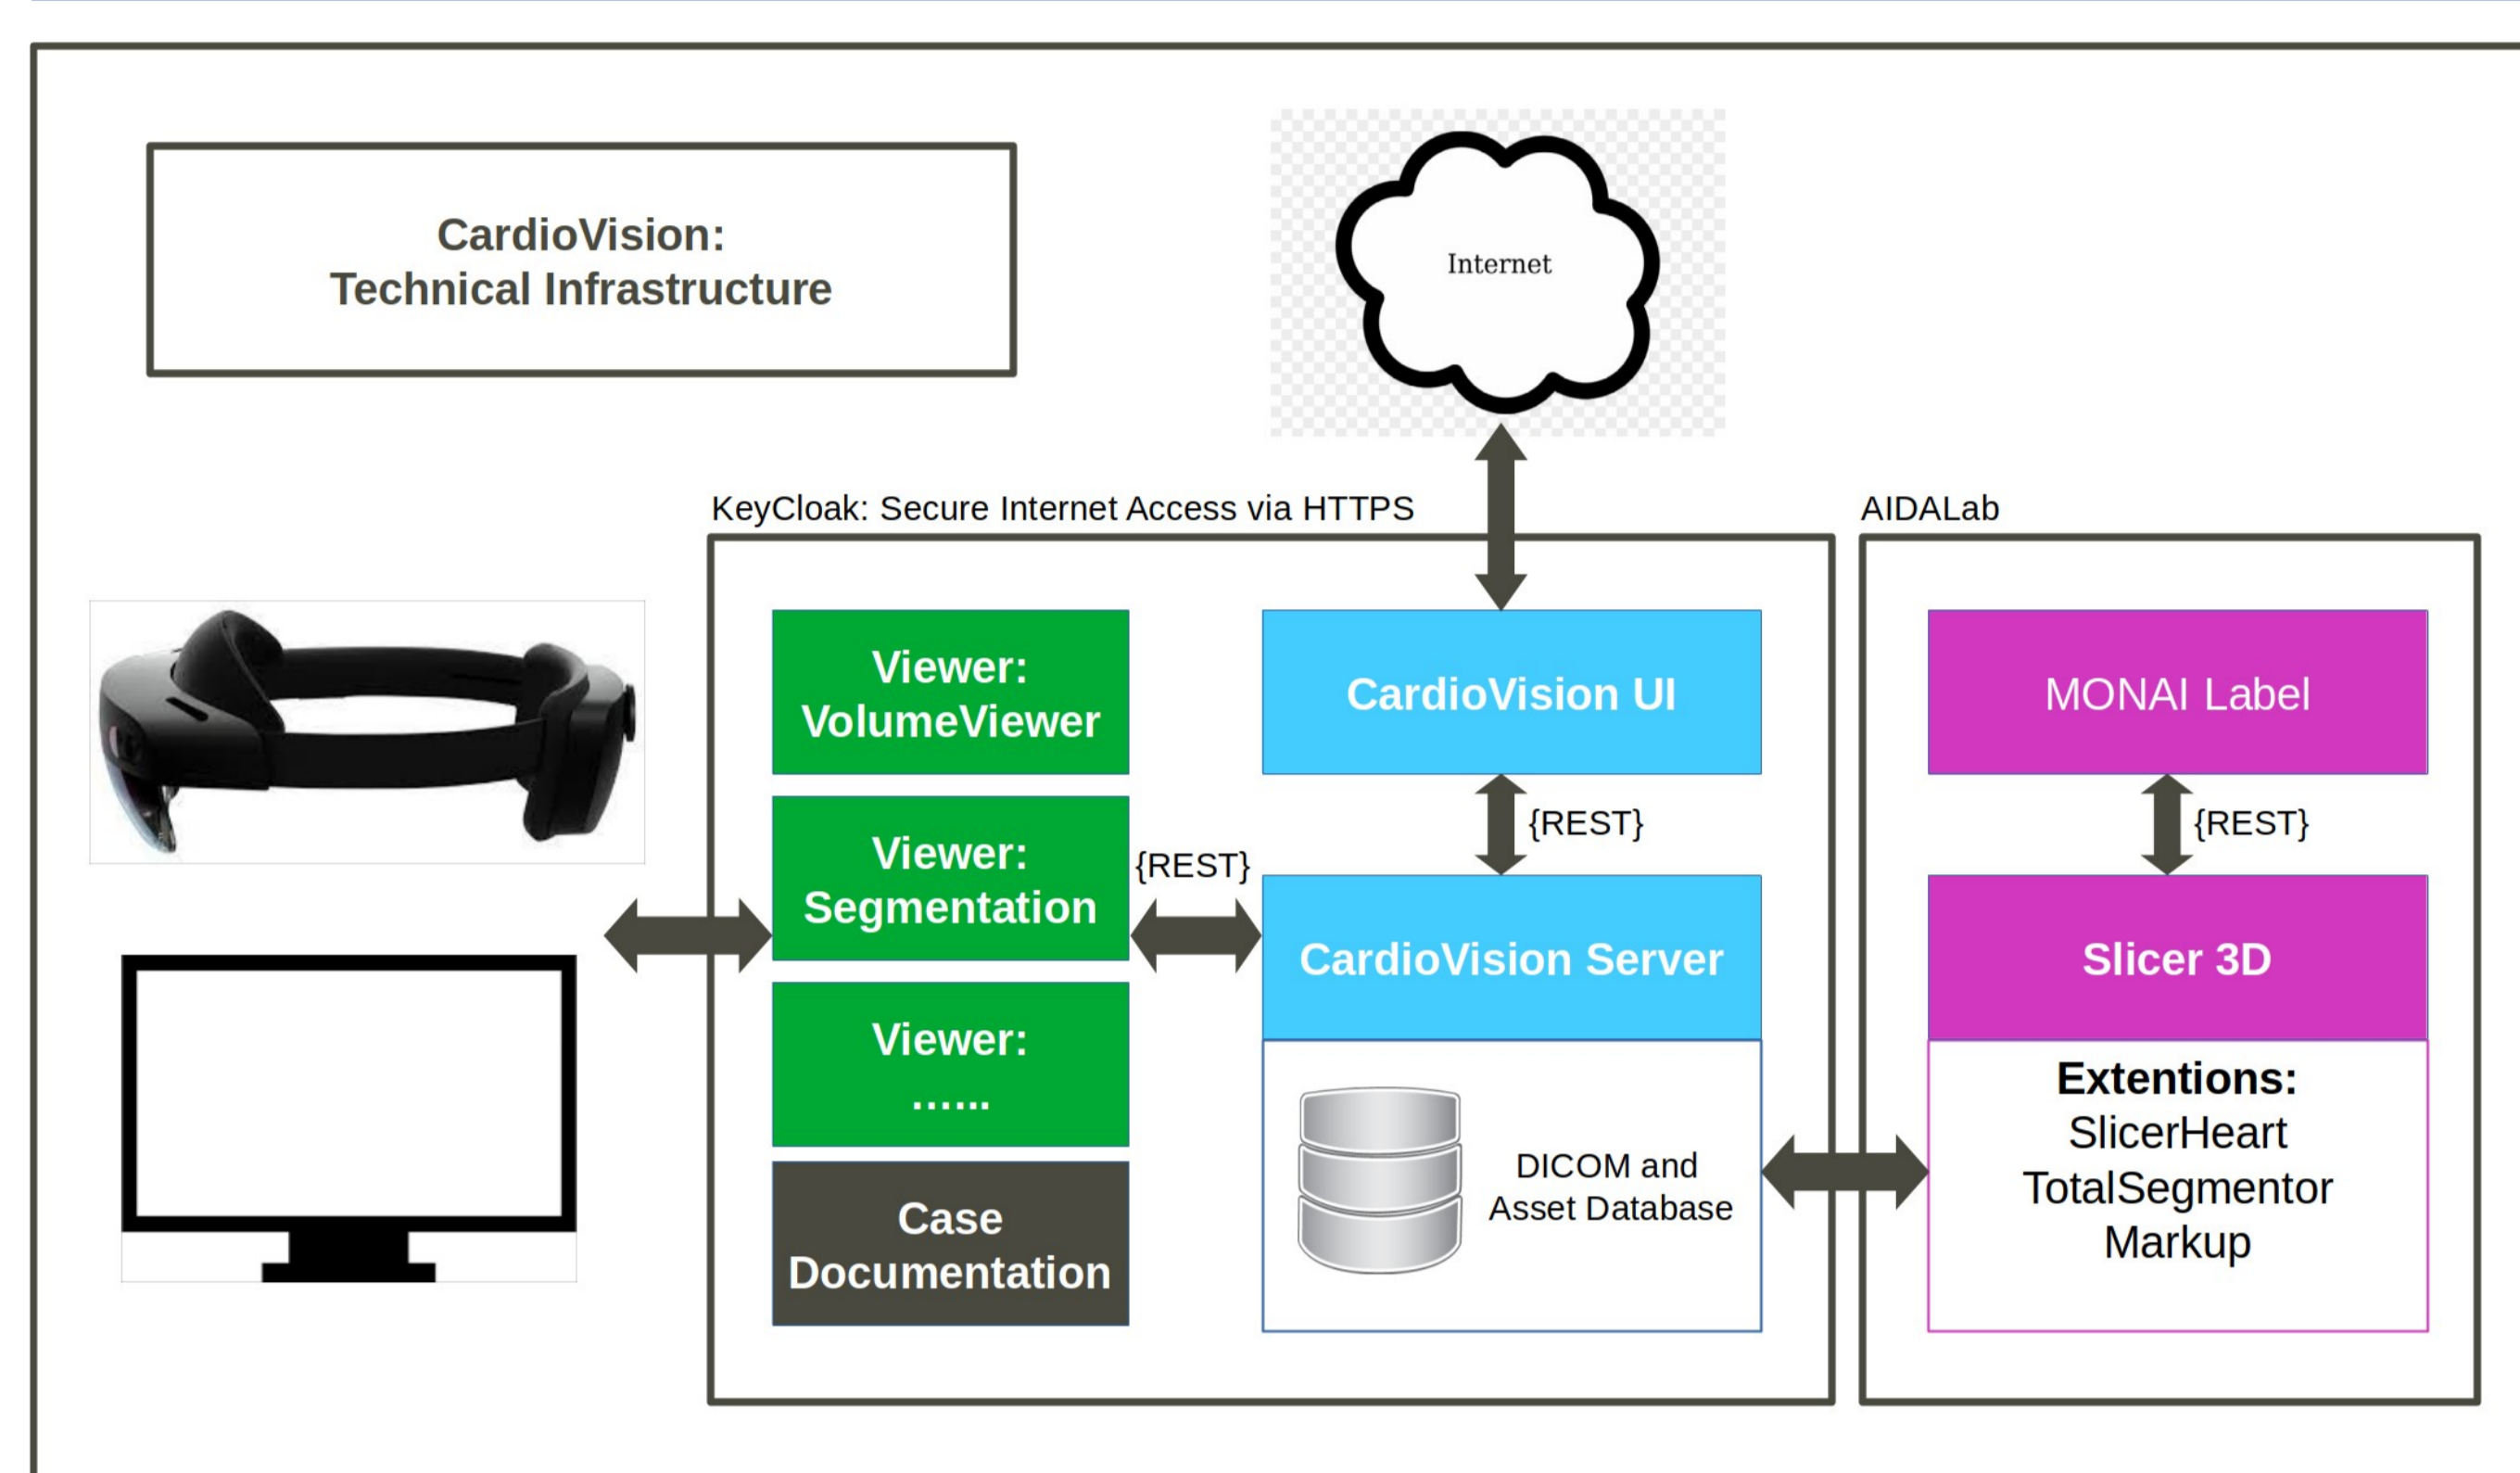 CardioVision:
Technical Infrastructure
Internet
KeyCloak: Secure Internet Access via HTTPS
AIDALab
Viewer:
VolumeViewer
CardioVision UI
MONAI Label
{REST}
{REST}
Viewer:
Segmentation
{REST}
CardioVision Server
Slicer 3D
Viewer:
......
Extentions:
SlicerHeart
TotalSegmentor
Markup
DICOM and
Asset Database
Case
Documentation